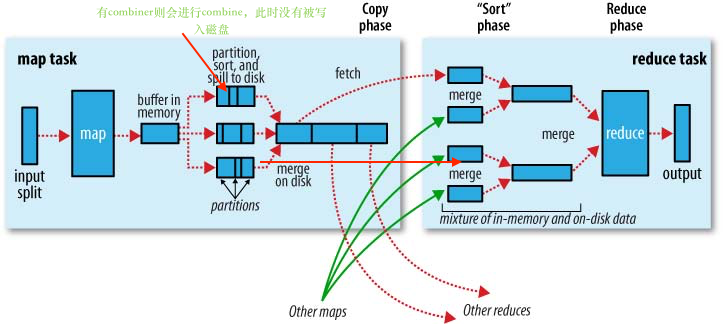 有combiner则会进行combine，此时没有被写
入磁盘
Copy
phase
“Sort”
phase
Reduce
phase
map task
partition,
sort, and
spill to disk
fetch
reduce task
buffer in
memory
map
merge
merge
reduce
input
split
merge
on disk
merge
output
partitions
mixture of in-memory and on-disk data
Other maps
Other reduces